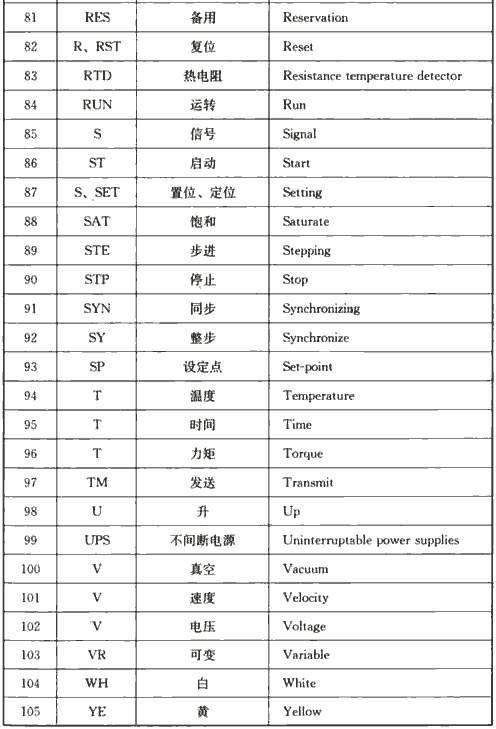 81 RES 备用 Reservation
82 R、RST 复位 Reset
83 RTD 热电阻 Resistance temperature detector
84 RUN 运转 Run
85 S 信号 Signal
86 ST 启动 Start
87 S、SET 置位、定位 Setting
88 SAT 饱和 Saturate
89 STE 步进 Stepping
90 STP 停止 Stop
91 SYN 同步 Synchronizing
92 SY 整步 Synchronize
93 SP 设定点 Set-point
94 T 温度 Temperature
95 T 时间 Time
96 T 力矩 Torque
97 TM 发送 Transmit
98 U 升 Up
99 UPS 不间断电源 Uninterruptable power supplies
100 V 真空 Vacuum
101 V 速度 Velocity
102 V 电压 Voltage
103 VR 可变 Variable
104 WH 白 White
105 YE 黄 Yellow